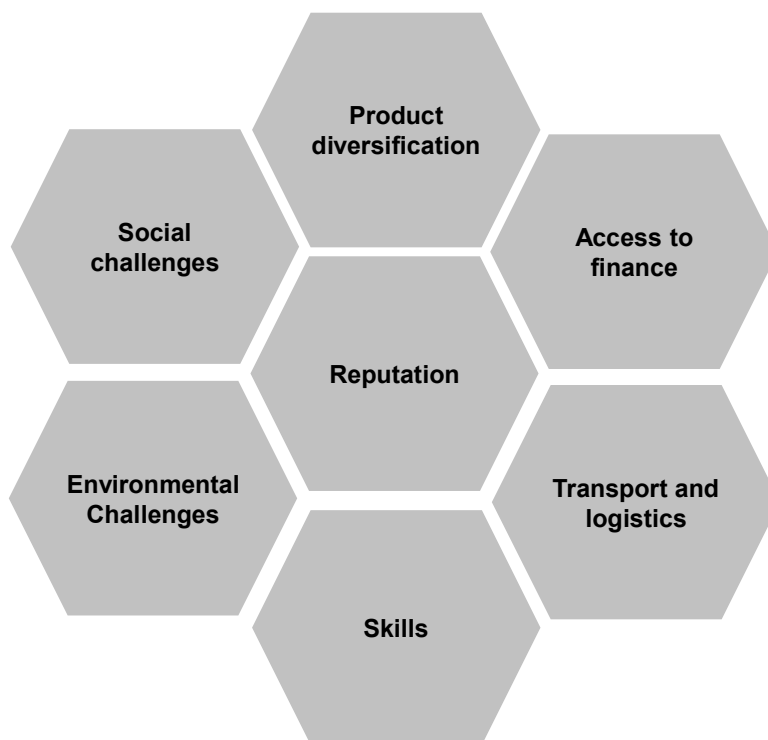 Product
diversification
Social
challenges
Access to
finance
Reputation
Environmental
Challenges
Transport and
logistics
Skills